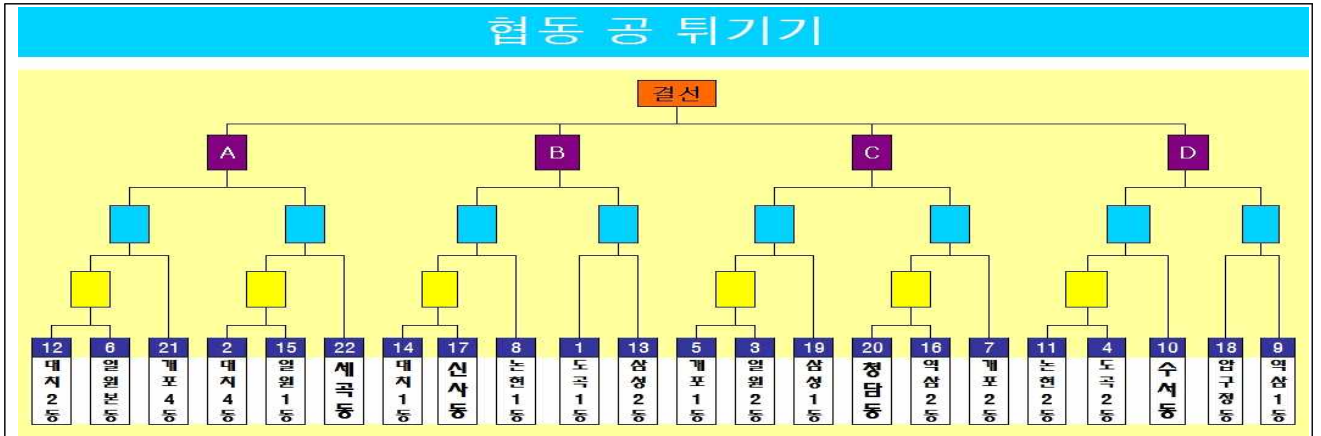 협동 공 튀기기
결선
A B C D
12 6 21 2 15 22 14 17 8 1 13 5 3 19 20 16 7 11 4 10 18 9
대치2동 일원본동 개포4동 대치4동 일원1동 세곡동 대치1동 신사동 논현1동 도곡1동 삼성2동 개포1동 일원2동 삼성1동 청담동 역삼2동 개포2동 논현2동 도곡2동 수서동 압구정동 역삼1동